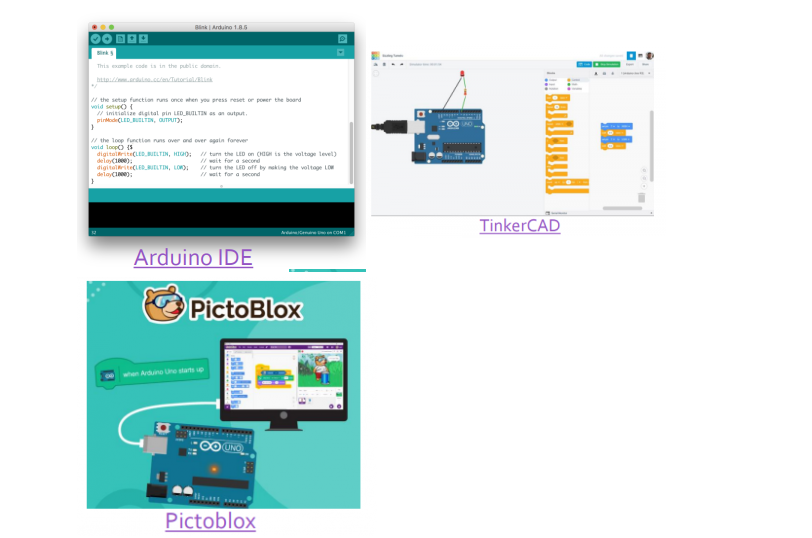 Blink | Arduino 1.8.5
Blink §
This example code is in the public domain.
http://www.arduino.cc/en/Tutorial/Blink
*/
// the setup function runs once when you press reset or power the board
void setup() {
// initialize digital pin LED_BUILTIN as an output.
pinMode(LED_BUILTIN, OUTPUT);
}
// the loop function runs over and over again forever
void loop() {$
digitalWrite(LED_BUILTIN, HIGH); // turn the LED on (HIGH is the voltage level)
delay(1000); // wait for a second
digitalWrite(LED_BUILTIN, LOW); // turn the LED off by making the voltage LOW
delay(1000); // wait for a second
}
32 Arduino/Genuino Uno on COM1
Arduino IDE
UNO
TinkerCAD
PictoBlox
when Arduino Uno starts up
UNO
Pictoblox